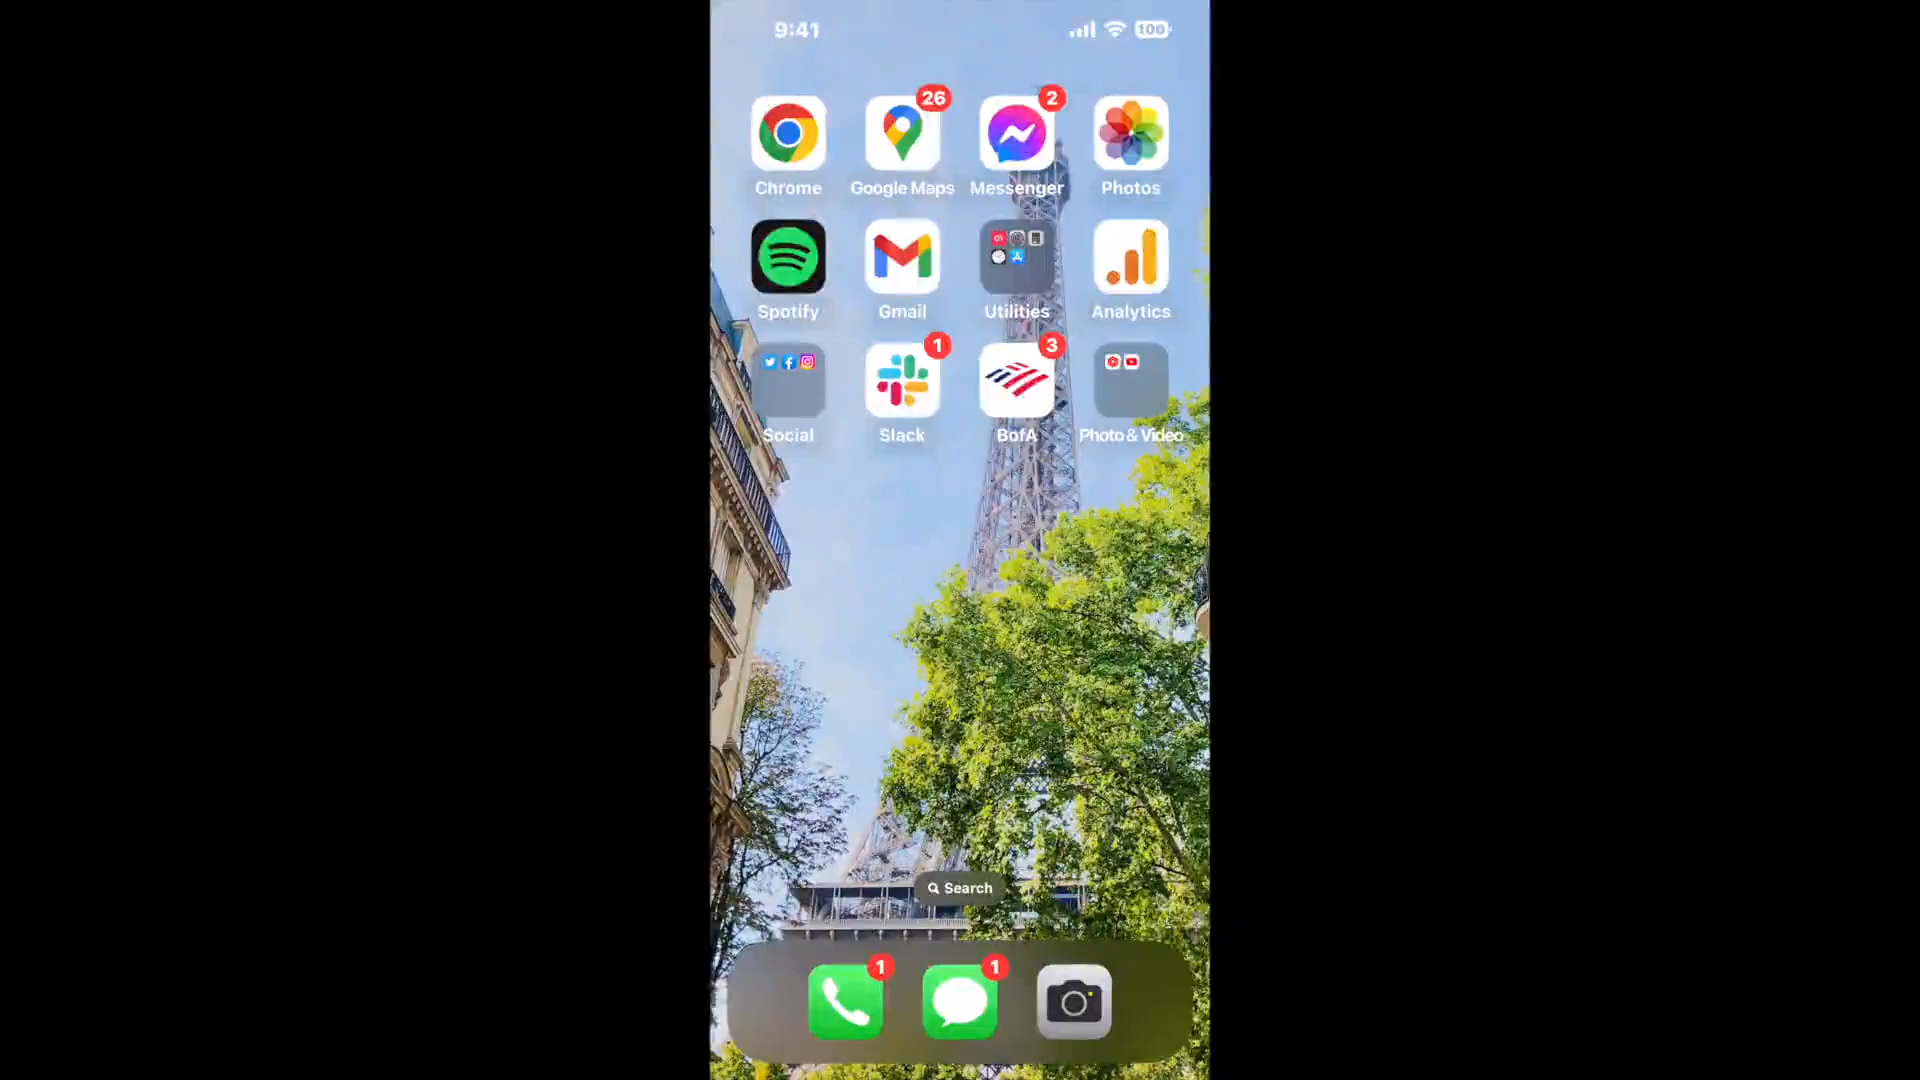 9:41
100
26
2
Chrome
Google Maps
Messenger
Photos
Spotify
Gmail
Utilities
Analytics
1
3
Social
Slack
BofA
Photo & Video
Search
1
1